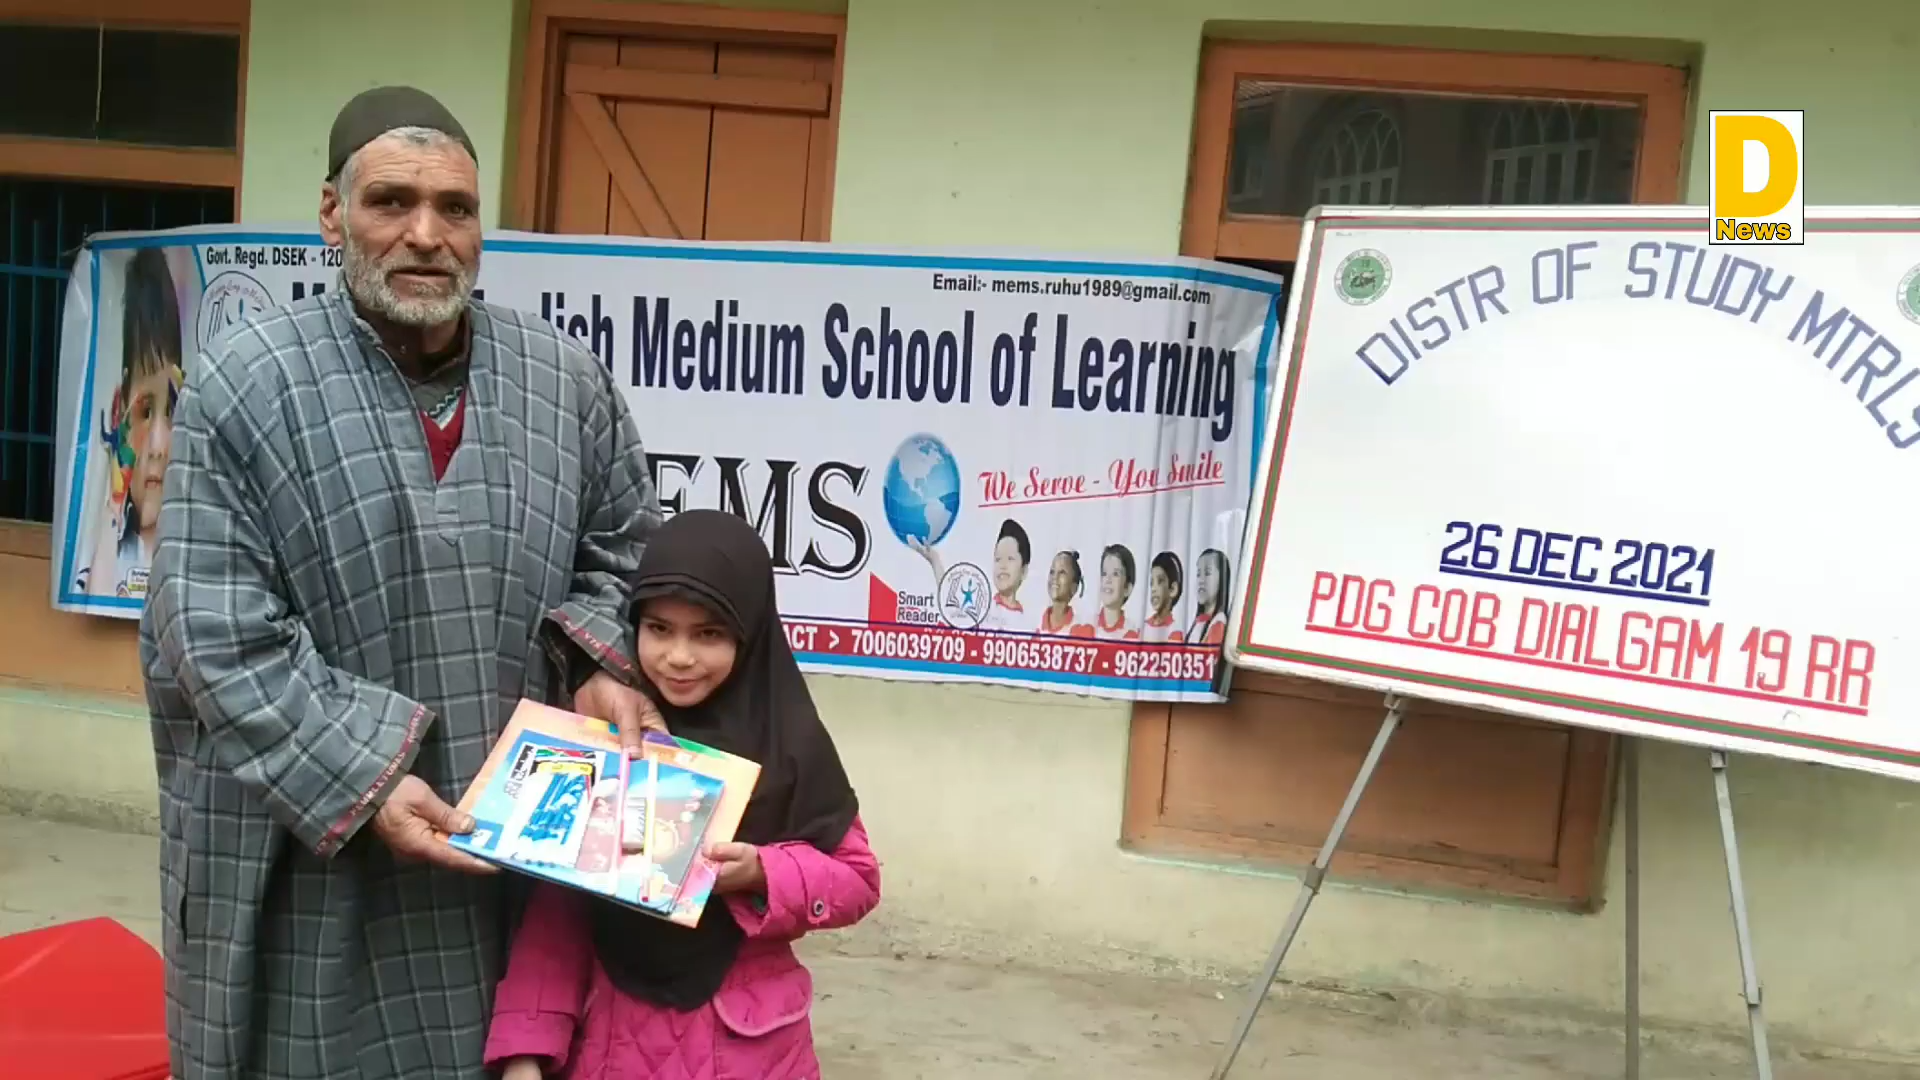 D
News
Govt. Regd. DSEK - 120
Email:- mems.ruhu1989@gmail.com
lish Medium School of Learning
EMS
We Serve - You Smile
Smart
Reader
ACT > 7006039709 - 9906538737 - 962250351
DISTR OF STUDY MTRLS
26 DEC 2021
PDG COB DIALGAM 19 RR